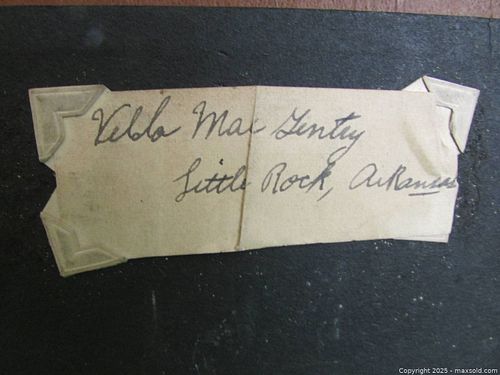 Velda Mae Gentry
Little Rock, Arkansas
Copyright 2025 - maxsold.com